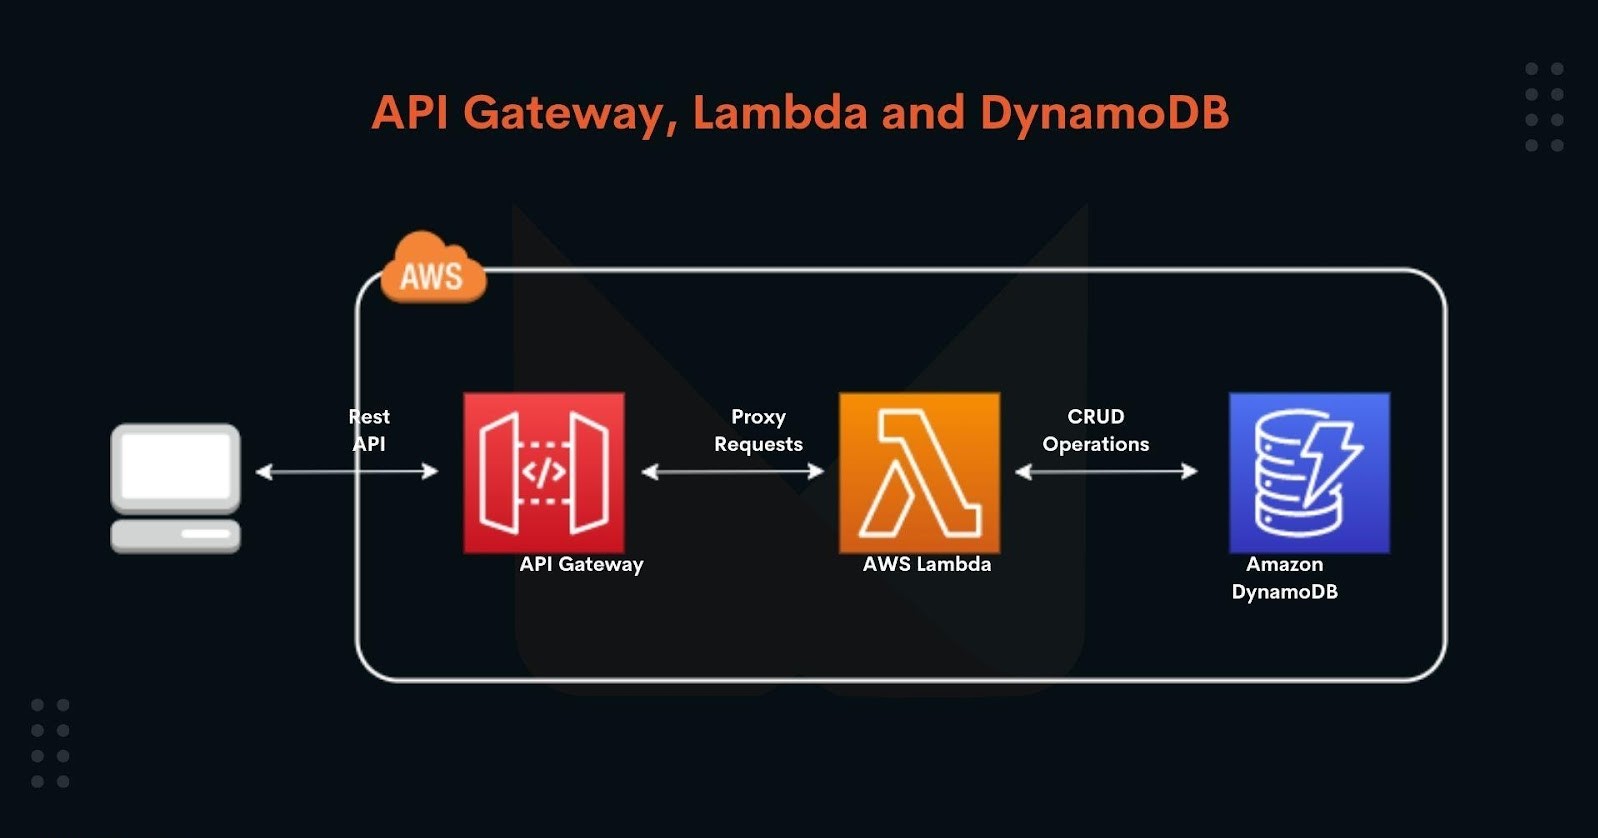 API Gateway, Lambda and DynamoDB
AWS
Rest
API
Proxy
Requests
CRUD
Operations
</>
API Gateway
AWS Lambda
Amazon
DynamoDB